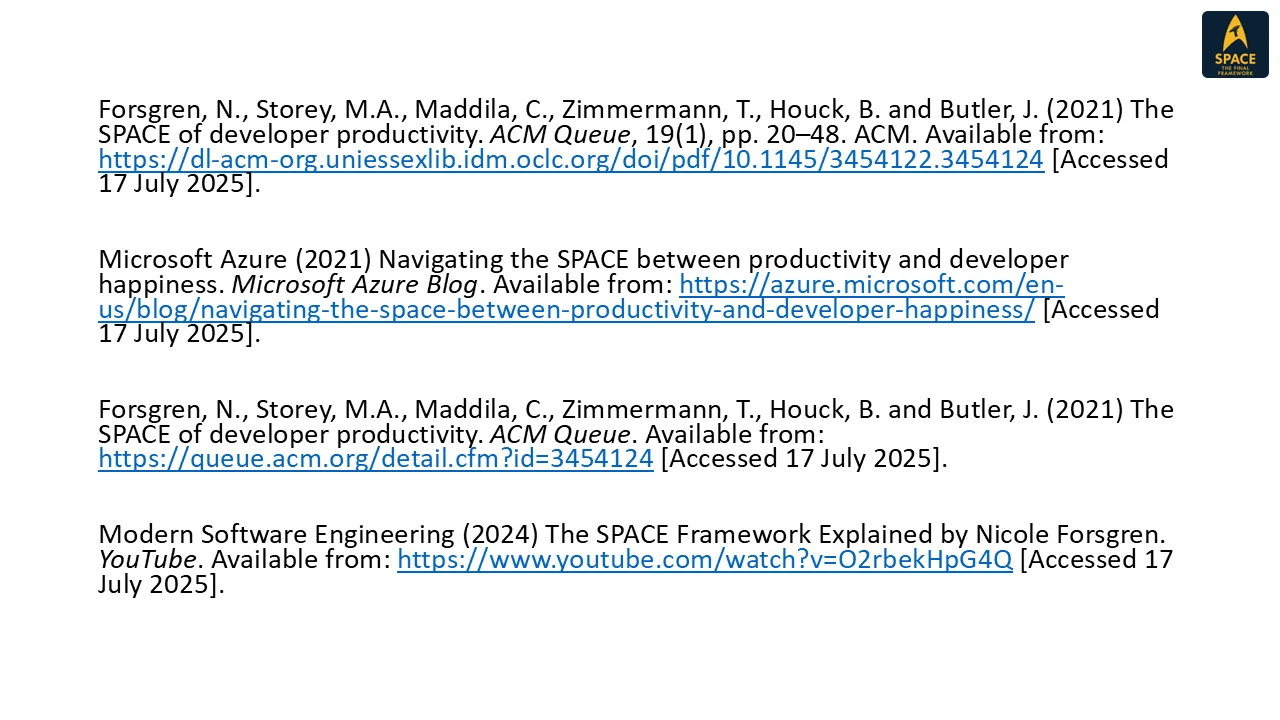 SPACE
THE FINAL
FRAMEWORK
Forsgren, N., Storey, M.A., Maddila, C., Zimmermann, T., Houck, B. and Butler, J. (2021) The
SPACE of developer productivity. ACM Queue, 19(1), pp. 20–48. ACM. Available from:
https://dl-acm-org.uniessexlib.idm.oclc.org/doi/pdf/10.1145/3454122.3454124 [Accessed
17 July 2025].
Microsoft Azure (2021) Navigating the SPACE between productivity and developer
happiness. Microsoft Azure Blog. Available from: https://azure.microsoft.com/en-
us/blog/navigating-the-space-between-productivity-and-developer-happiness/ [Accessed
17 July 2025].
Forsgren, N., Storey, M.A., Maddila, C., Zimmermann, T., Houck, B. and Butler, J. (2021) The
SPACE of developer productivity. ACM Queue. Available from:
https://queue.acm.org/detail.cfm?id=3454124 [Accessed 17 July 2025].
Modern Software Engineering (2024) The SPACE Framework Explained by Nicole Forsgren.
YouTube. Available from: https://www.youtube.com/watch?v=O2rbekHpG4Q [Accessed 17
July 2025].